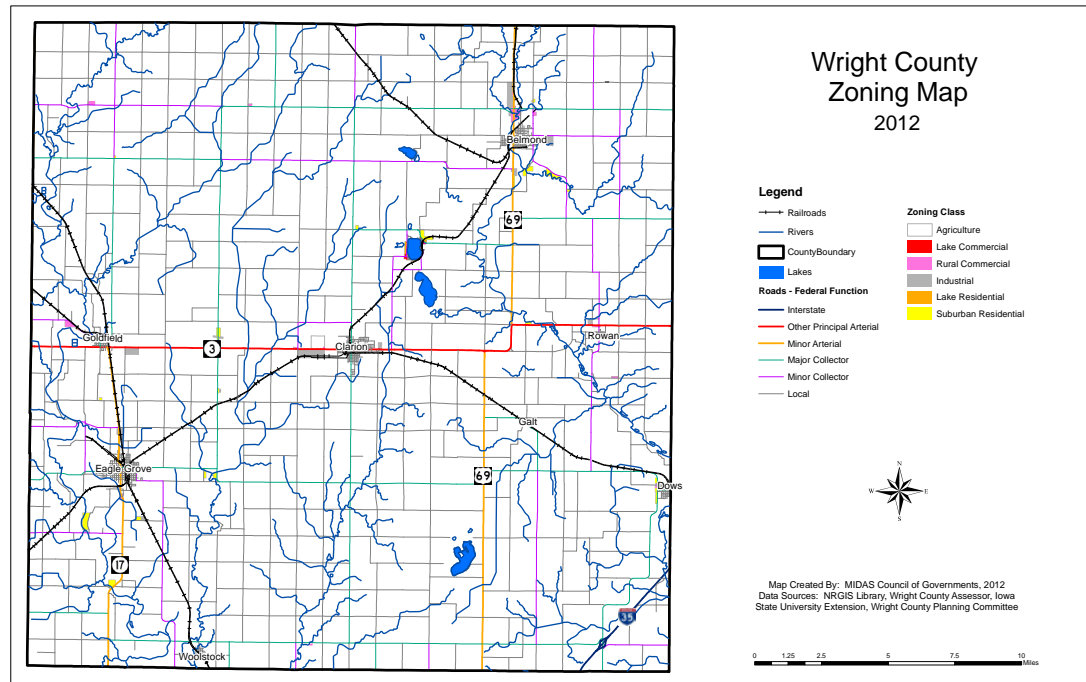 Wright County
Zoning Map
2012
Belmond
69
Goldfield
3
Clarion
Rowan
Galt
Eagle Grove
69
Dows
17
35
Woolstock
Legend
Railroads
Rivers
CountyBoundary
Lakes
Roads - Federal Function
Interstate
Other Principal Arterial
Minor Arterial
Major Collector
Minor Collector
Local
Zoning Class
Agriculture
Lake Commercial
Rural Commercial
Industrial
Lake Residential
Suburban Residential
N
W E
S
Map Created By: MIDAS Council of Governments, 2012
Data Sources: NRGIS Library, Wright County Assessor, Iowa
State University Extension, Wright County Planning Committee
0 1.25 2.5 5 7.5 10
Miles